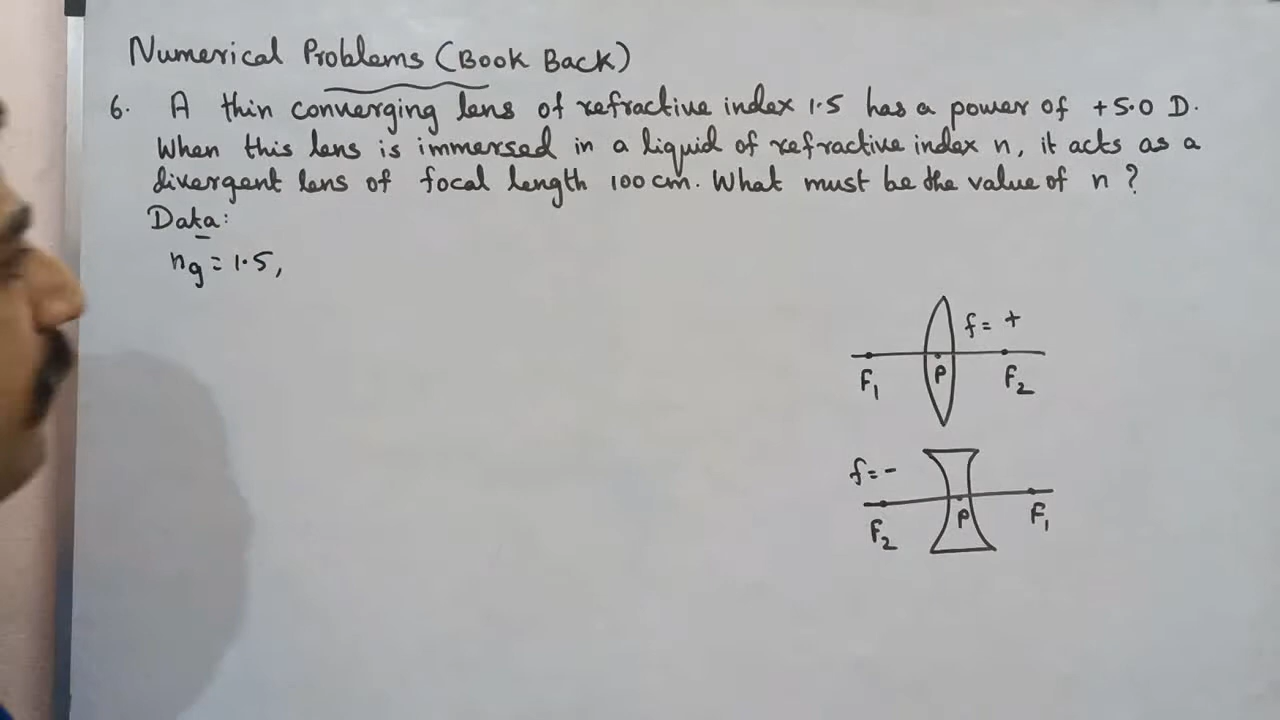 Numerical Problems (Book Back)
6. A thin converging lens of refractive index 1.5 has a power of +5.0 D.
When this lens is immersed in a liquid of refractive index n, it acts as a
divergent lens of focal length 100 cm. What must be the value of n ?
Data:
ng = 1.5,
f = +
F1 P F2
f = -
F2 P F1